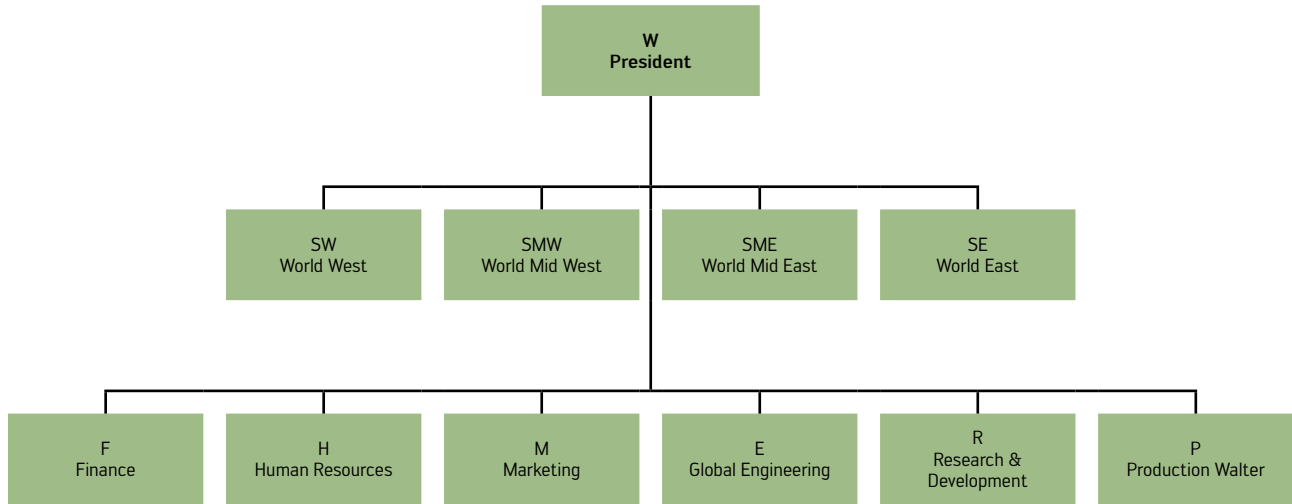 W
President
SW
World West
SMW
World Mid West
SME
World Mid East
SE
World East
F
Finance
H
Human Resources
M
Marketing
E
Global Engineering
R
Research &
Development
P
Production Walter